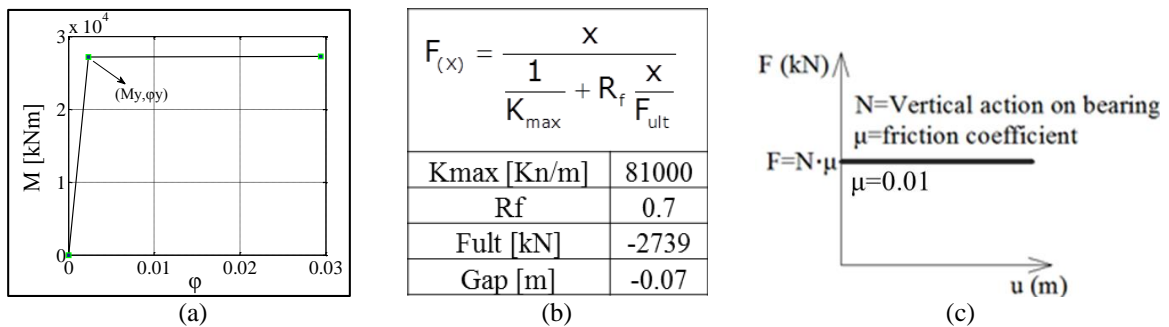 x 10^4
3
2
1
0
0 0.01 0.02 0.03
M [kNm]
(My,φy)
φ
(a)
F(X) = x / (1/Kmax + Rf x/Fult)
Kmax [Kn/m] 81000
Rf 0.7
Fult [kN] -2739
Gap [m] -0.07
(b)
F (kN)
N=Vertical action on bearing
μ=friction coefficient
F=N·μ
μ=0.01
u (m)
(c)